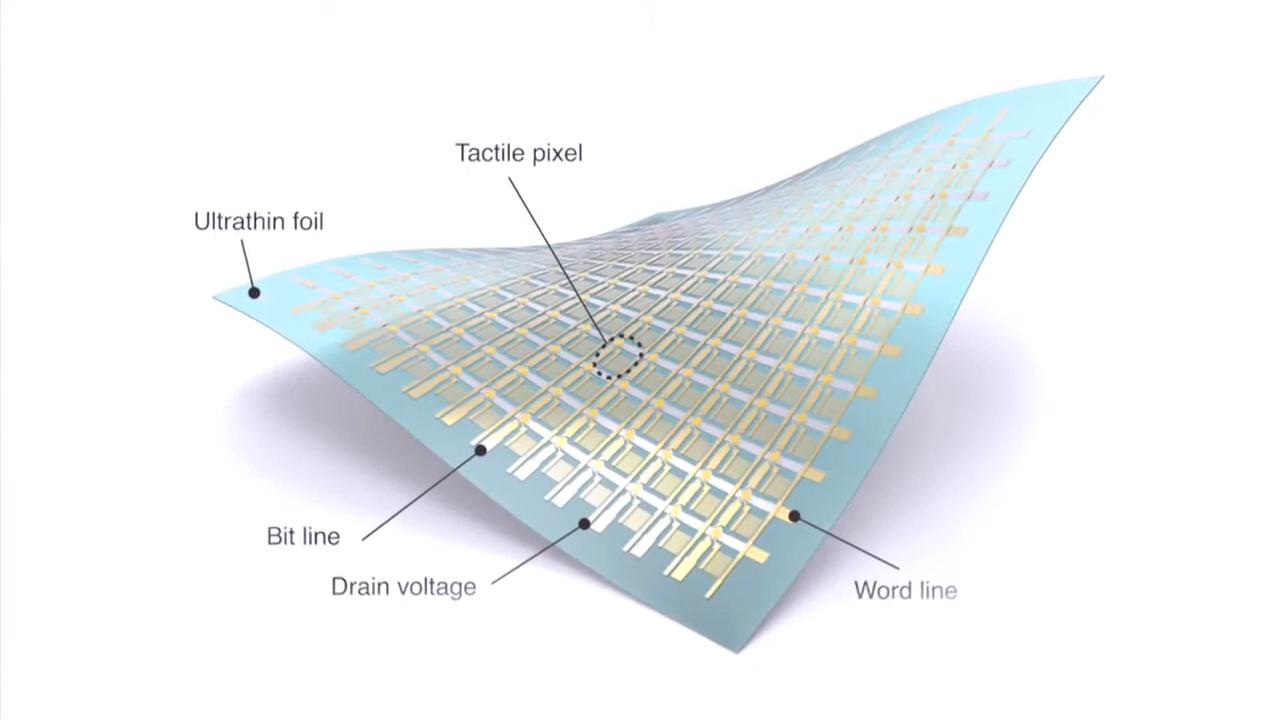 Tactile pixel
Ultrathin foil
Bit line
Drain voltage
Word line